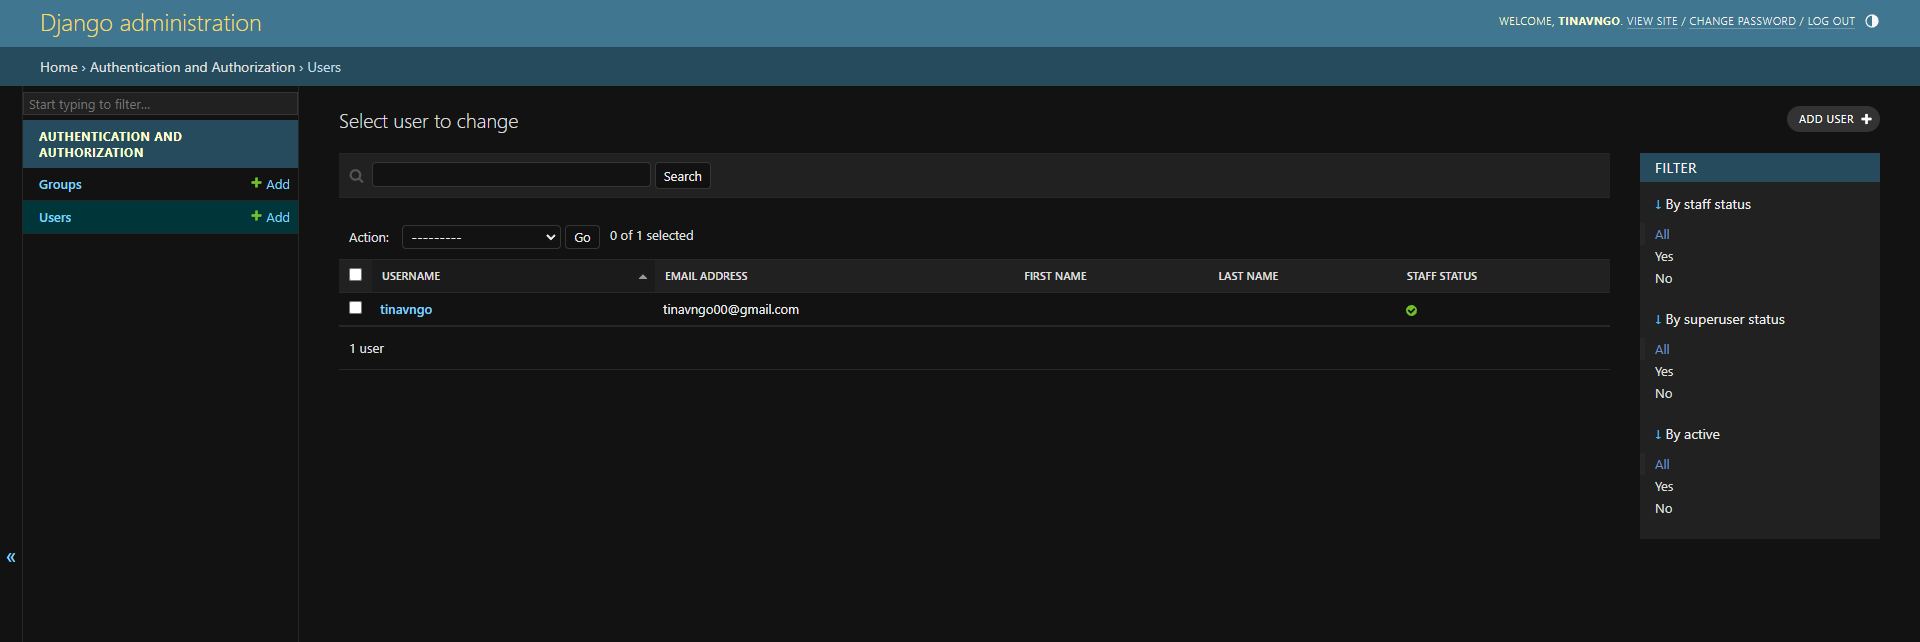 Django administration
WELCOME, TINAVNGO. VIEW SITE / CHANGE PASSWORD / LOG OUT
Home › Authentication and Authorization › Users
Start typing to filter...
AUTHENTICATION AND
AUTHORIZATION
Groups + Add
Users + Add
«
Select user to change
ADD USER +
Search
Action: --------- Go 0 of 1 selected
USERNAME EMAIL ADDRESS FIRST NAME LAST NAME STAFF STATUS
tinavngo tinavngo00@gmail.com
1 user
FILTER
↓ By staff status
All
Yes
No
↓ By superuser status
All
Yes
No
↓ By active
All
Yes
No